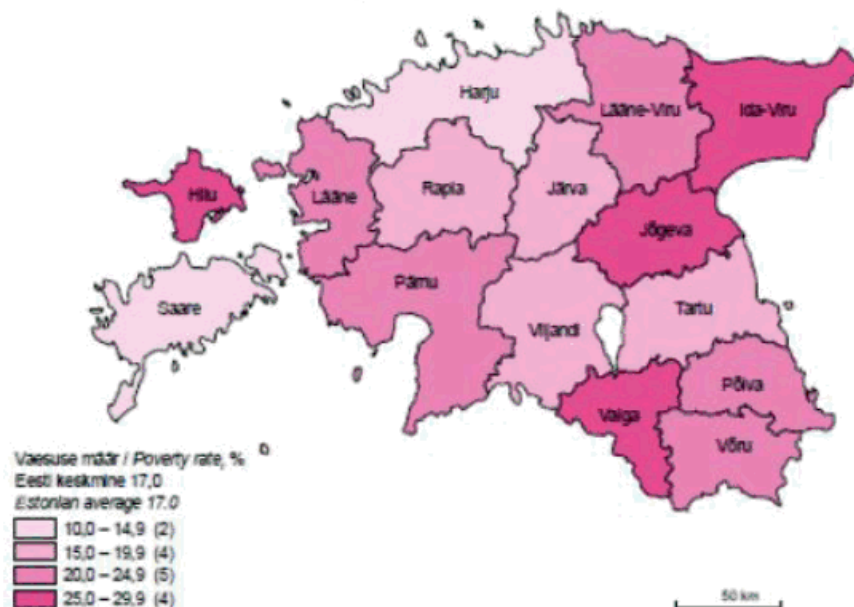 Harju
Lääne-Viru
Ida-Viru
Hiiu
Lääne
Rapla
Järva
Jõgeva
Saare
Pärnu
Viljandi
Tartu
Põlva
Valga
Võru
Vaesuse määr / Poverty rate, %
Eesti keskmine 17,0
Estonian average 17.0
10,0 – 14,9 (2)
15,0 – 19,9 (4)
20,0 – 24,9 (5)
25,0 – 29,9 (4)
50 km